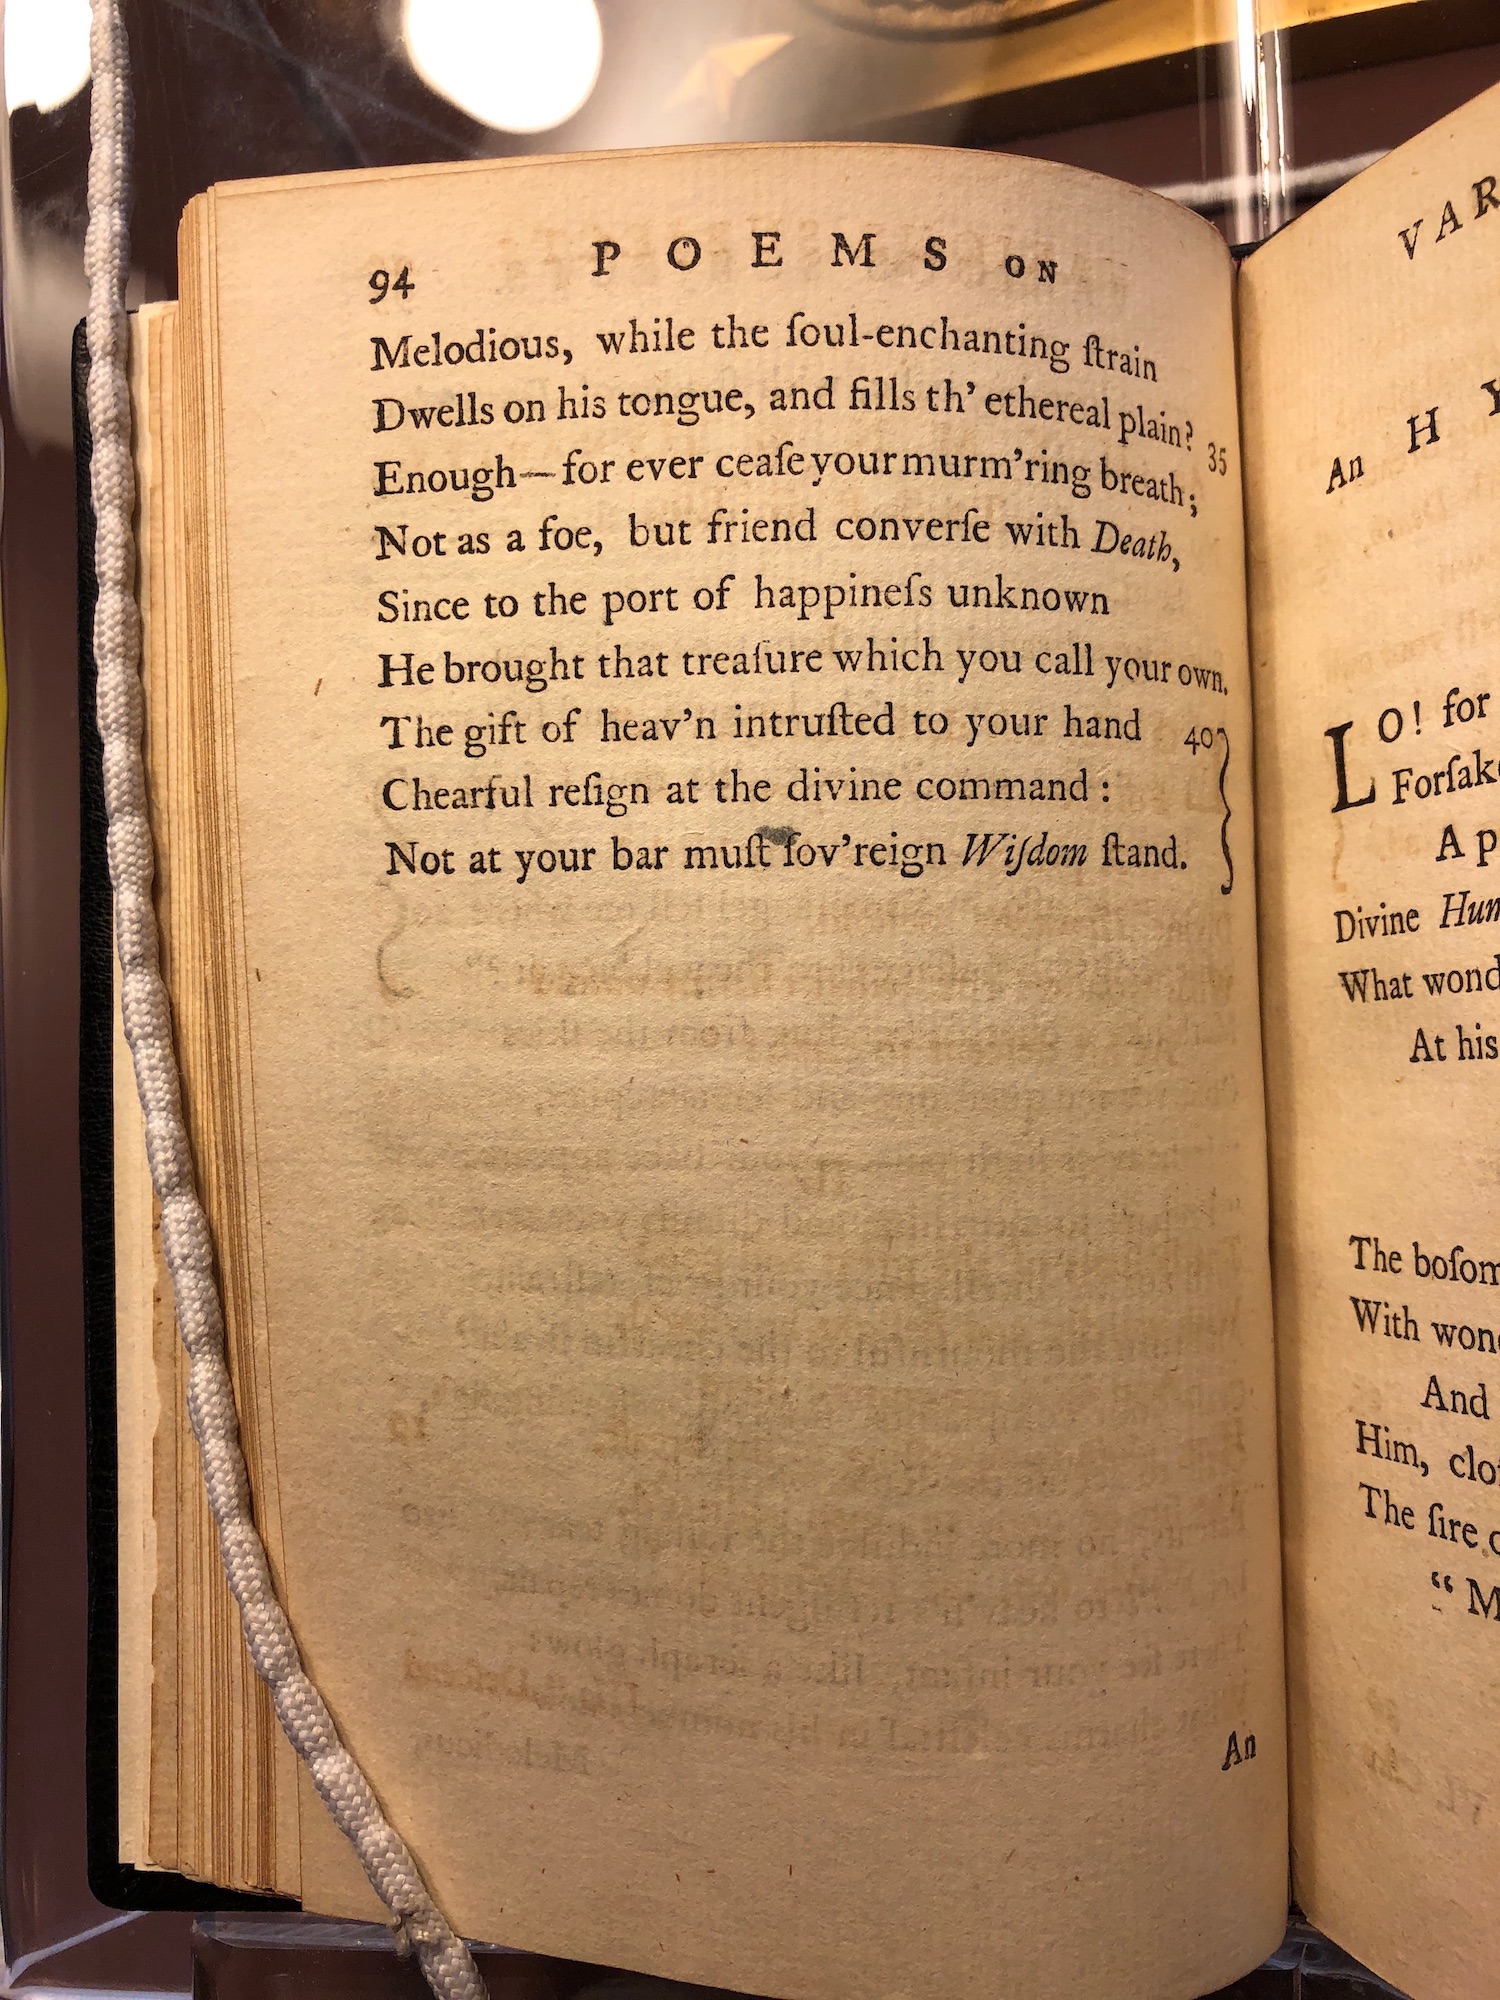 94
P O E M S ON
Melodious, while the ſoul-enchanting ſtrain
Dwells on his tongue, and fills th' ethereal plain?
35
Enough—for ever ceaſe your murm'ring breath;
Not as a foe, but friend converſe with Death,
Since to the port of happineſs unknown
He brought that treaſure which you call your own.
The gift of heav'n intruſted to your hand 40
Chearful reſign at the divine command :
Not at your bar muſt ſov'reign Wiſdom ſtand.
An
VAR
An H Y
LO! for
Forſake
A p
Divine Hum
What wond
At his
The boſom
With wond
And
Him, clo
The fire o
" M